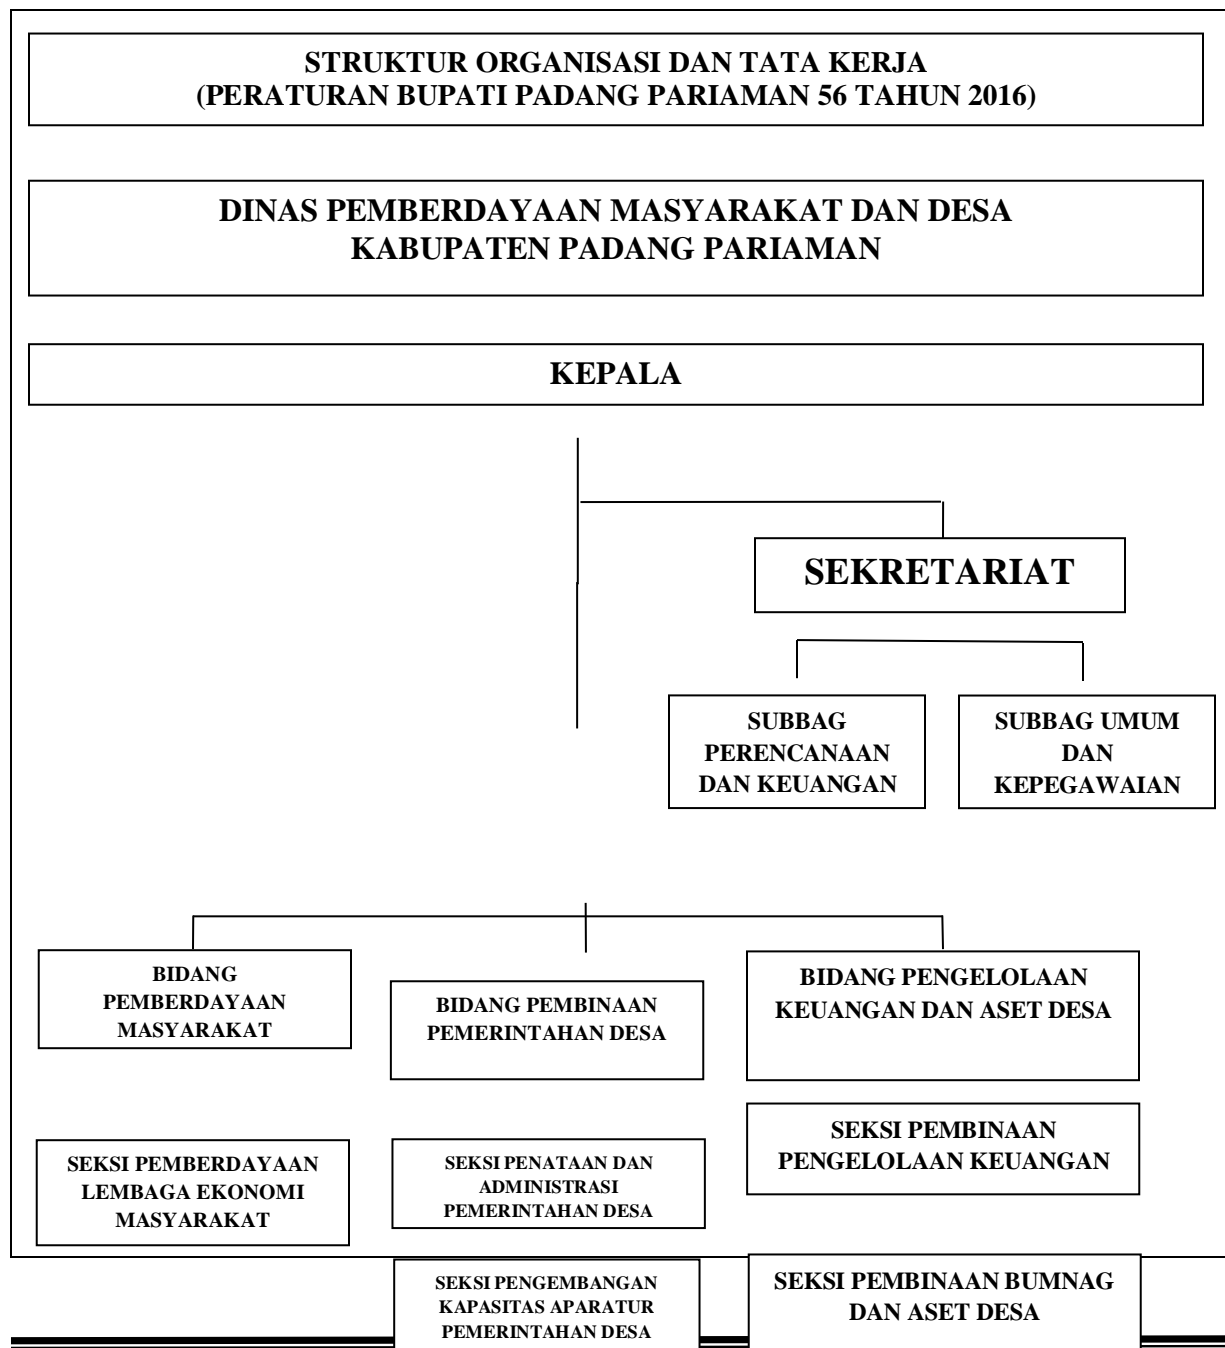 STRUKTUR ORGANISASI DAN TATA KERJA
(PERATURAN BUPATI PADANG PARIAMAN 56 TAHUN 2016)
DINAS PEMBERDAYAAN MASYARAKAT DAN DESA
KABUPATEN PADANG PARIAMAN
KEPALA
SEKRETARIAT
SUBBAG
PERENCANAAN
DAN KEUANGAN
SUBBAG UMUM
DAN
KEPEGAWAIAN
BIDANG
PEMBERDAYAAN
MASYARAKAT
BIDANG PEMBINAAN
PEMERINTAHAN DESA
BIDANG PENGELOLAAN
KEUANGAN DAN ASET DESA
SEKSI PEMBERDAYAAN
LEMBAGA EKONOMI
MASYARAKAT
SEKSI PENATAAN DAN
ADMINISTRASI
PEMERINTAHAN DESA
SEKSI PEMBINAAN
PENGELOLAAN KEUANGAN
SEKSI PENGEMBANGAN
KAPASITAS APARATUR
PEMERINTAHAN DESA
SEKSI PEMBINAAN BUMNAG
DAN ASET DESA